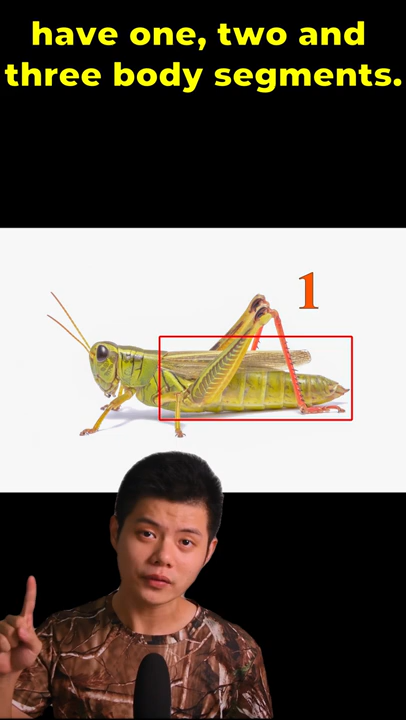 have one, two and
three body segments.
1